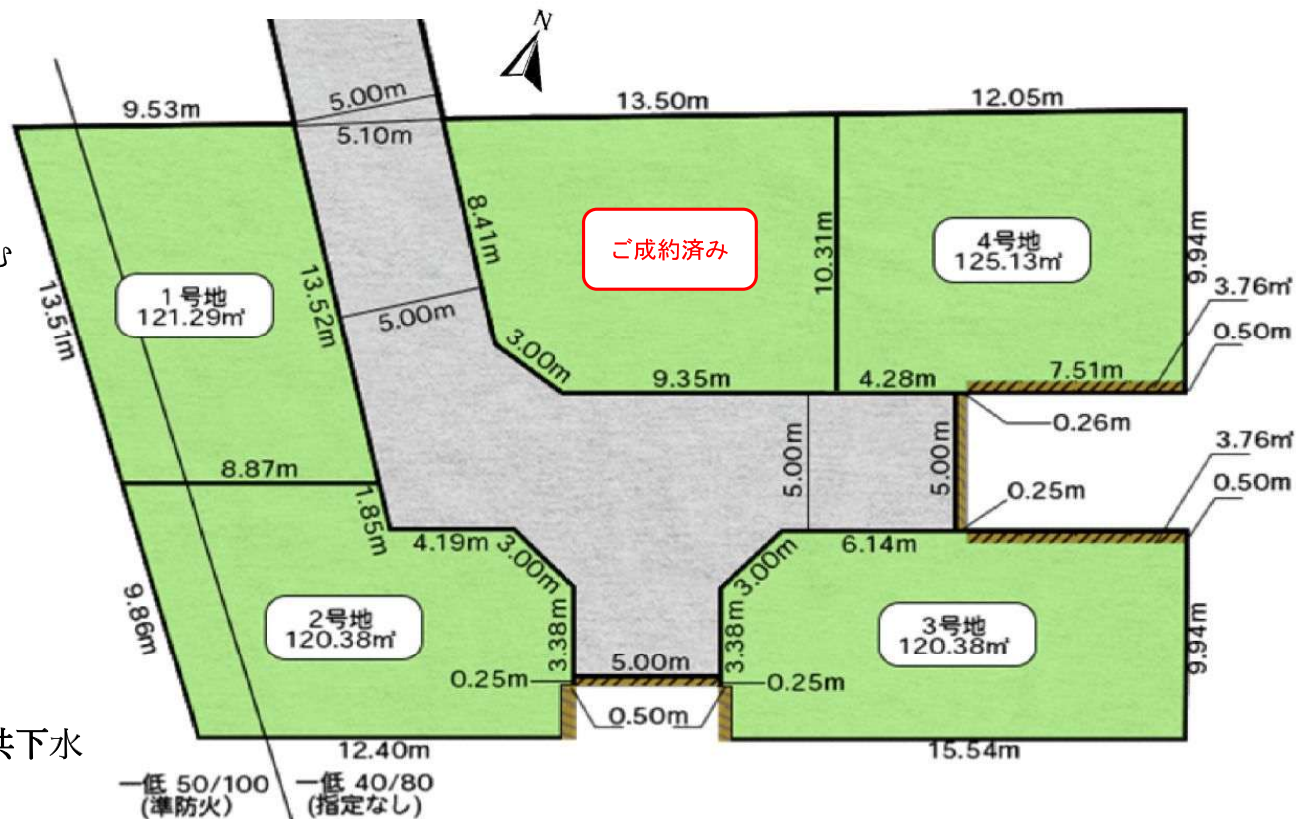 N
9.53m
5.00m
5.10m
13.50m
12.05m
む
13.51m
1号地
121.29㎡
13.52m
5.00m
8.41m
3.00m
ご成約済み
10.31m
4号地
125.13㎡
9.94m
3.76㎡
0.50m
9.35m
4.28m
7.51m
0.26m
8.87m
1.85m
5.00m
5.00m
3.76㎡
0.50m
0.25m
4.19m
3.00m
3.00m
6.14m
9.86m
2号地
120.38㎡
3.38m
5.00m
3.38m
3号地
120.38㎡
9.94m
0.25m
0.25m
0.50m
共下水
12.40m
15.54m
一低 50/100
(準防火)
一低 40/80
(指定なし)